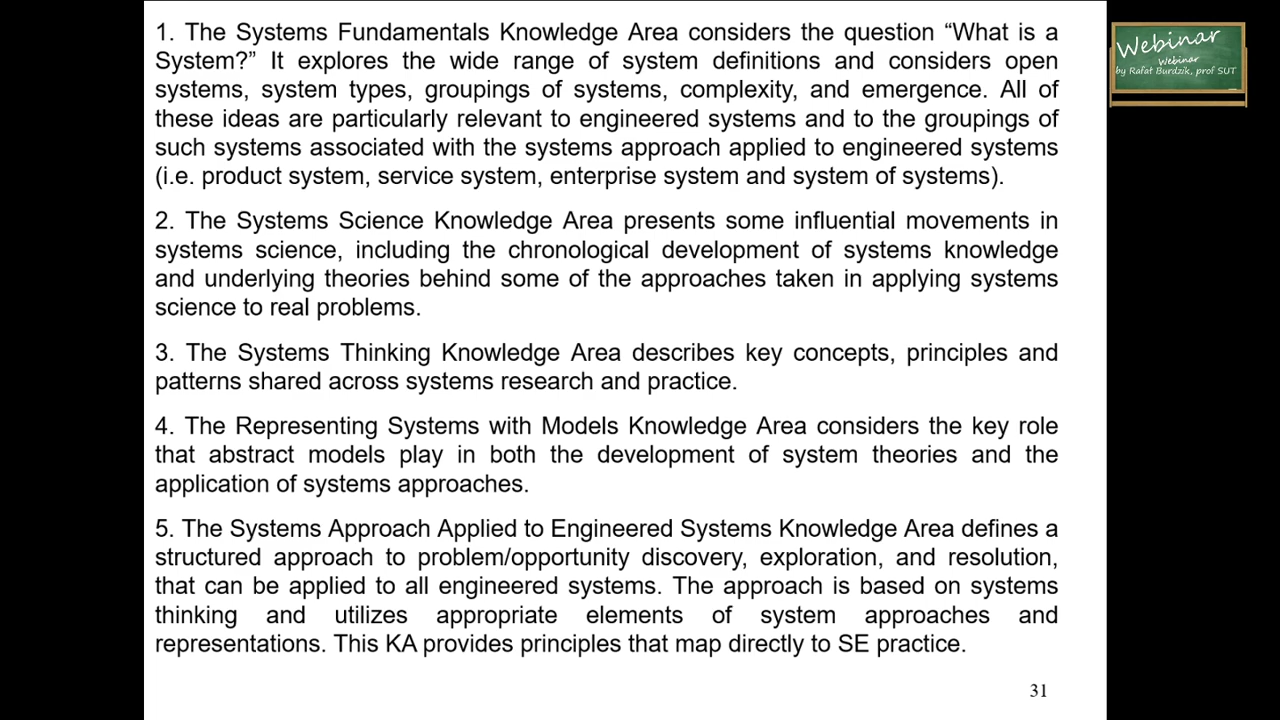 1. The Systems Fundamentals Knowledge Area considers the question “What is a
System?” It explores the wide range of system definitions and considers open
systems, system types, groupings of systems, complexity, and emergence. All of
these ideas are particularly relevant to engineered systems and to the groupings of
such systems associated with the systems approach applied to engineered systems
(i.e. product system, service system, enterprise system and system of systems).
2. The Systems Science Knowledge Area presents some influential movements in
systems science, including the chronological development of systems knowledge
and underlying theories behind some of the approaches taken in applying systems
science to real problems.
3. The Systems Thinking Knowledge Area describes key concepts, principles and
patterns shared across systems research and practice.
4. The Representing Systems with Models Knowledge Area considers the key role
that abstract models play in both the development of system theories and the
application of systems approaches.
5. The Systems Approach Applied to Engineered Systems Knowledge Area defines a
structured approach to problem/opportunity discovery, exploration, and resolution,
that can be applied to all engineered systems. The approach is based on systems
thinking and utilizes appropriate elements of system approaches and
representations. This KA provides principles that map directly to SE practice.
31
Webinar
Webinar
by Rafał Burdzik, prof SUT